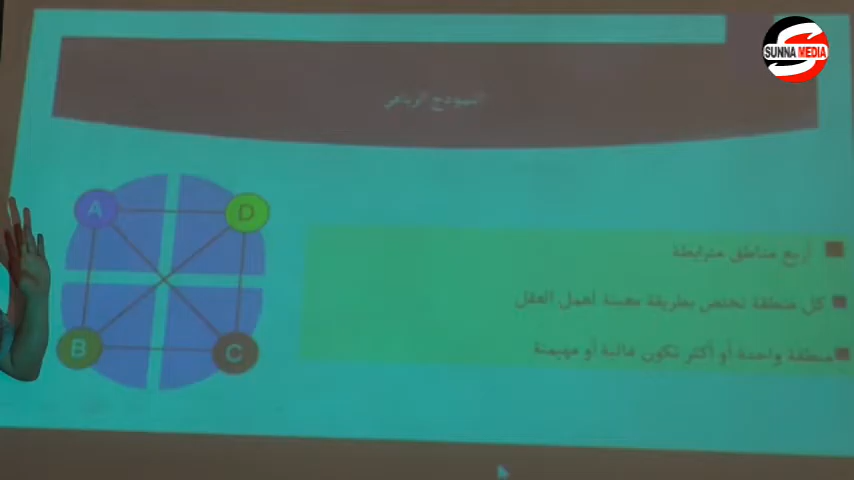 SUNNA MEDIA
النموذج الرباعي
A
D
B
C
أربع مناطق مترابطة
كل منطقة تختص بطريقة معينة لعمل العقل
منطقة واحدة أو أكثر تكون غالبة أو مهيمنة